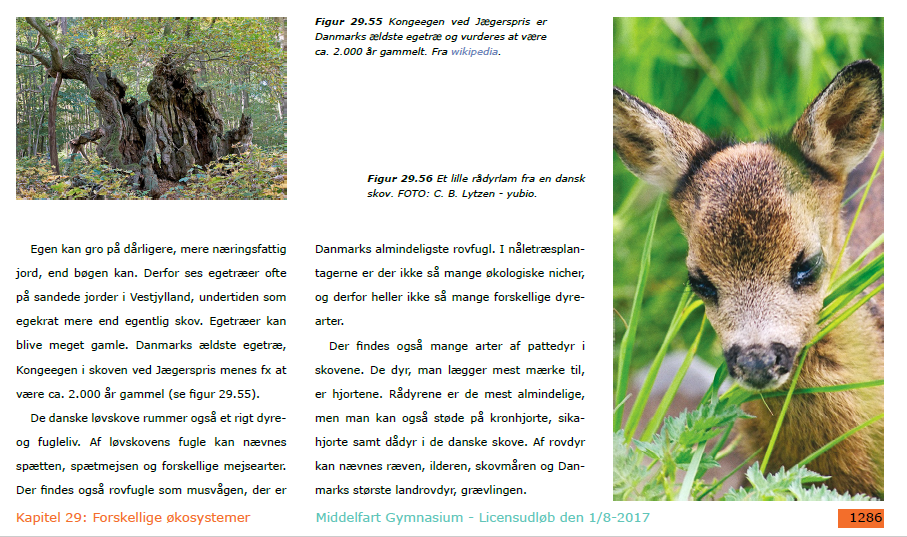 Figur 29.55 Kongeegen ved Jægerspris er
Danmarks ældste egetræ og vurderes at være
ca. 2.000 år gammelt. Fra wikipedia.
Figur 29.56 Et lille rådyrlam fra en dansk
skov. FOTO: C. B. Lytzen - yubio.
Egen kan gro på dårligere, mere næringsfattig
jord, end bøgen kan. Derfor ses egetræer ofte
på sandede jorder i Vestjylland, undertiden som
egekrat mere end egentlig skov. Egetræer kan
blive meget gamle. Danmarks ældste egetræ,
Kongeegen i skoven ved Jægerspris menes fx at
være ca. 2.000 år gammel (se figur 29.55).
De danske løvskove rummer også et rigt dyre-
og fugleliv. Af løvskovens fugle kan nævnes
spætten, spætmejsen og forskellige mejsearter.
Der findes også rovfugle som musvågen, der er
Danmarks almindeligste rovfugl. I nåletræsplan-
tagerne er der ikke så mange økologiske nicher,
og derfor heller ikke så mange forskellige dyre-
arter.
Der findes også mange arter af pattedyr i
skovene. De dyr, man lægger mest mærke til,
er hjortene. Rådyrene er de mest almindelige,
men man kan også støde på kronhjorte, sika-
hjorte samt dådyr i de danske skove. Af rovdyr
kan nævnes ræven, ilderen, skovmåren og Dan-
marks største landrovdyr, grævlingen.
Kapitel 29: Forskellige økosystemer
Middelfart Gymnasium - Licensudløb den 1/8-2017
1286